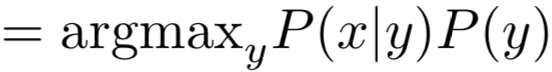 = argmax_y P(x|y)P(y)